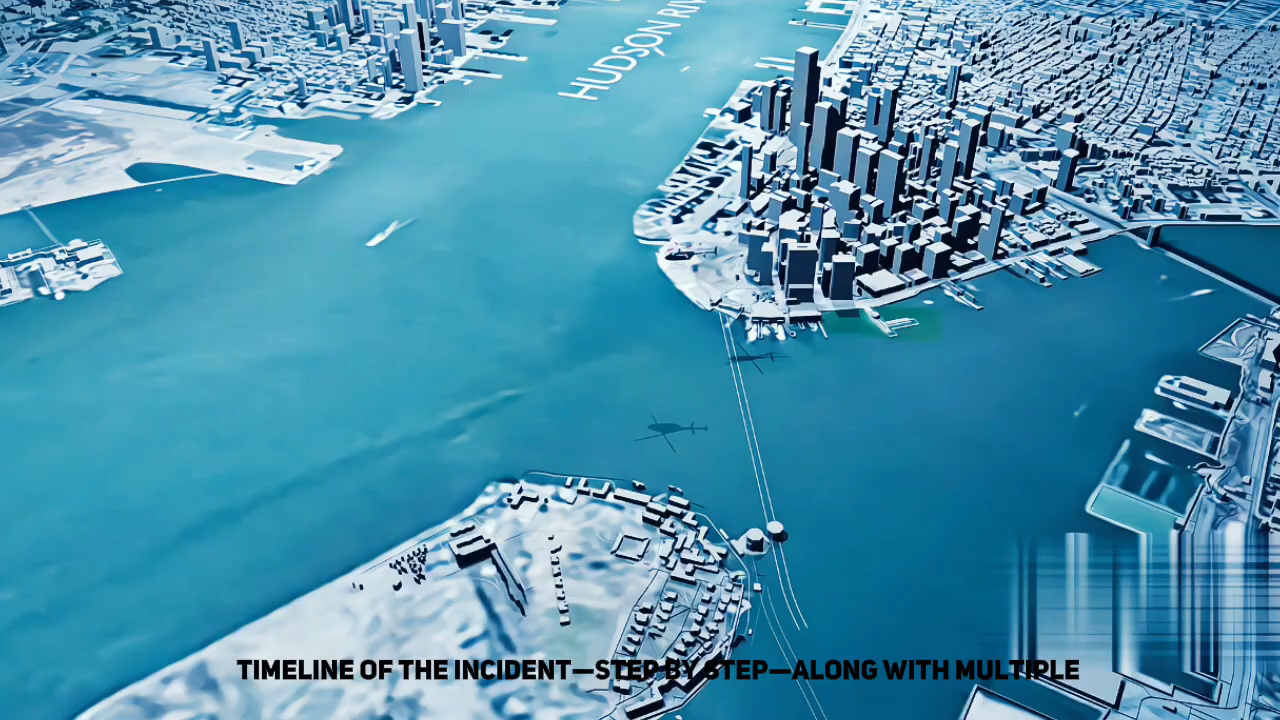 HUDSON RIV
TIMELINE OF THE INCIDENT—STEP BY STEP—ALONG WITH MULTIPLE